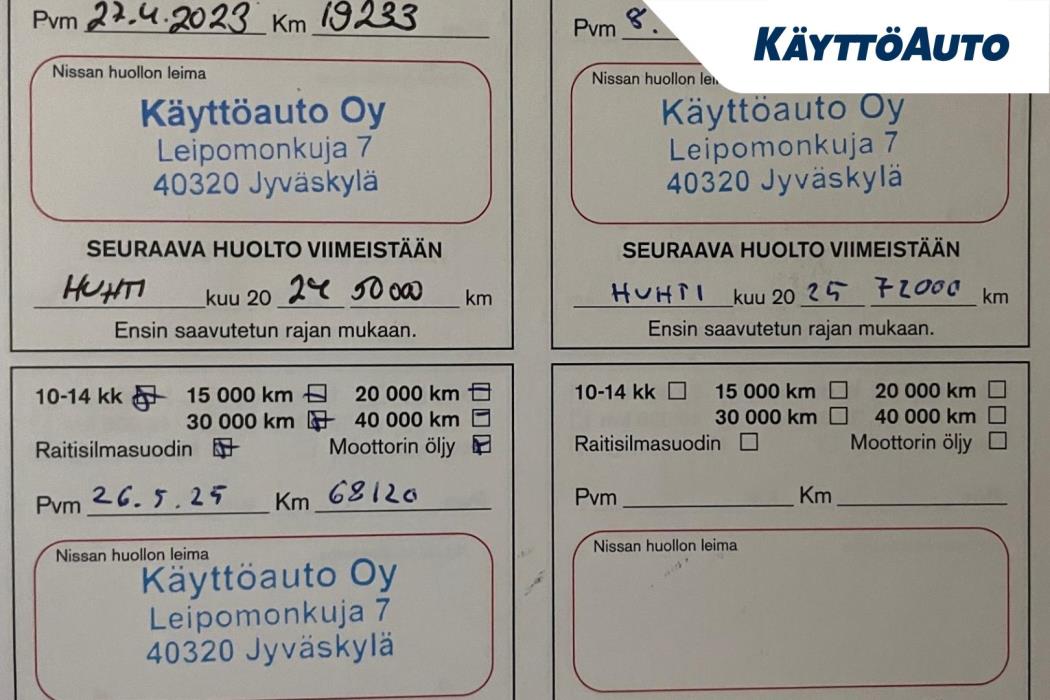 Pvm 27.4.2023 Km 19233
Nissan huollon leima
Käyttöauto Oy
Leipomonkuja 7
40320 Jyväskylä
SEURAAVA HUOLTO VIIMEISTÄÄN
HUHTI kuu 20 24 50000 km
Ensin saavutetun rajan mukaan.
Pvm 8.
KÄYTTÖAUTO
Nissan huollon
Käyttöauto Oy
Leipomonkuja 7
40320 Jyväskylä
SEURAAVA HUOLTO VIIMEISTÄÄN
HUHTI kuu 20 25 72000 km
Ensin saavutetun rajan mukaan.
10-14 kk 15 000 km 20 000 km
30 000 km 40 000 km
Raitisilmasuodin Moottorin öljy
Pvm 26.5.25 Km 68120
Nissan huollon leima
Käyttöauto Oy
Leipomonkuja 7
40320 Jyväskylä
10-14 kk 15 000 km 20 000 km
30 000 km 40 000 km
Raitisilmasuodin Moottorin öljy
Pvm Km
Nissan huollon leima